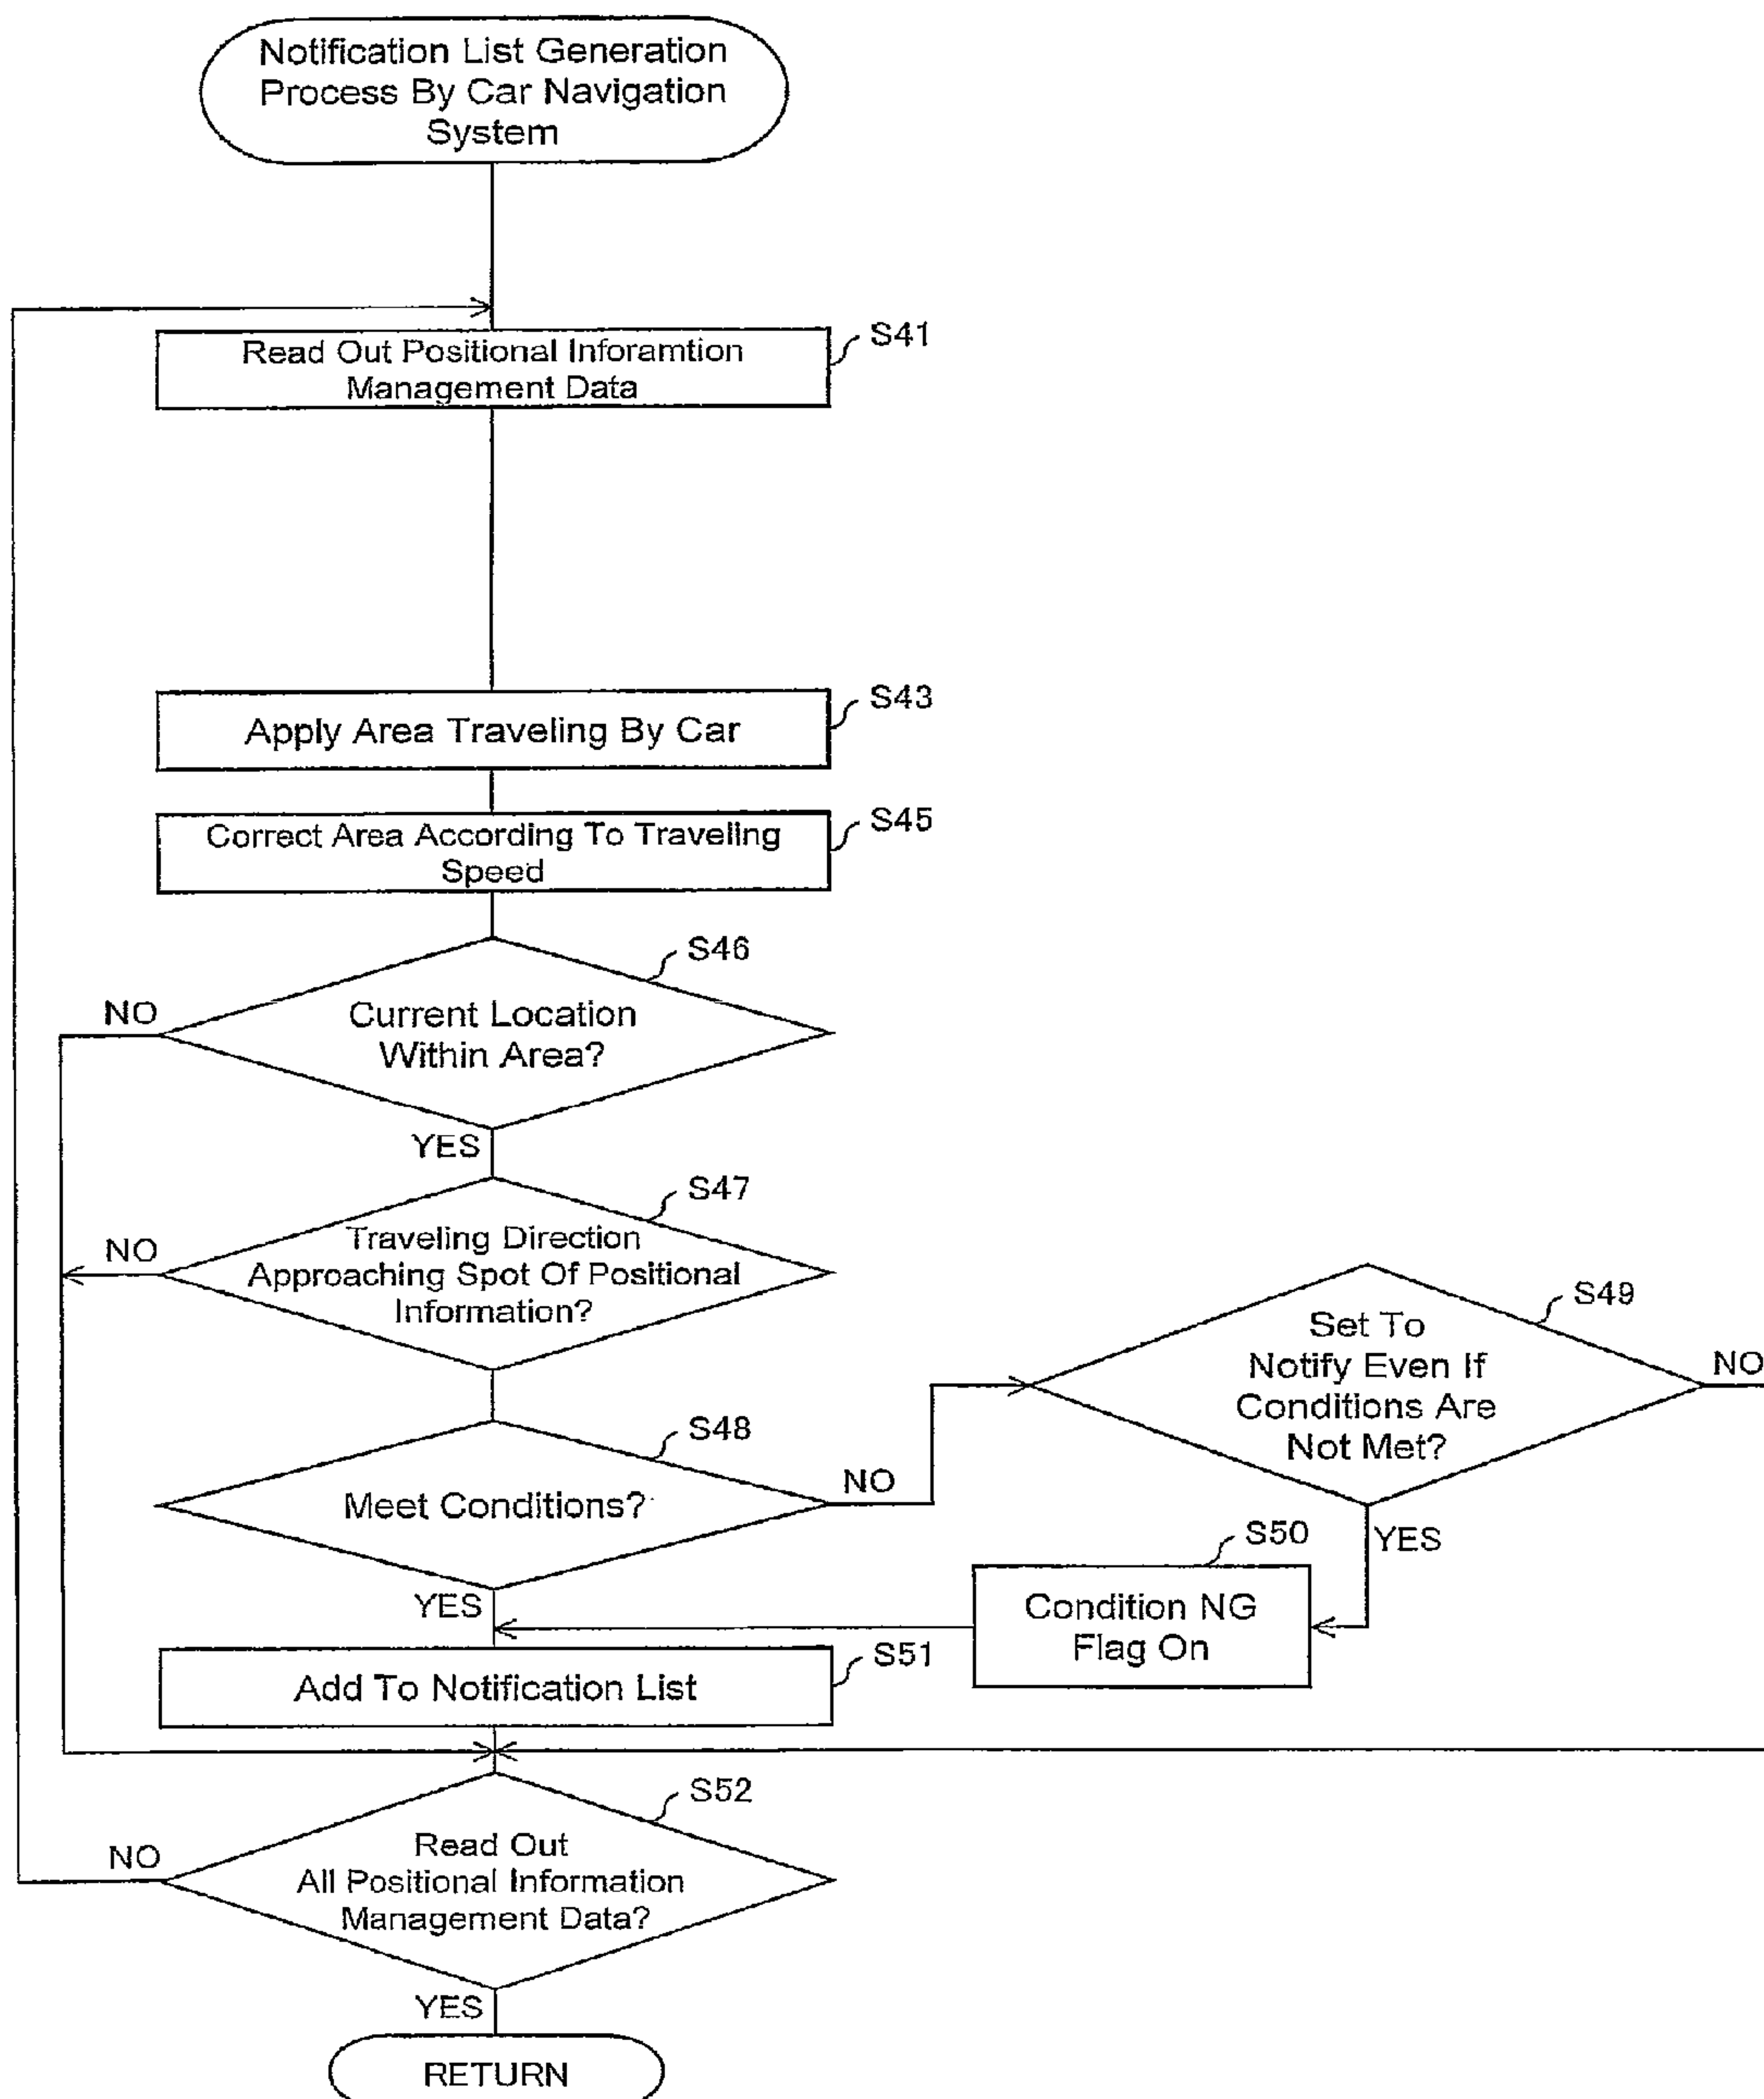 Notification List Generation
Process By Car Navigation
System
S41
Read Out Positional Inforamtion
Management Data
S43
Apply Area Traveling By Car
S45
Correct Area According To Traveling
Speed
S46
NO
Current Location
Within Area?
YES
S47
NO
Traveling Direction
Approaching Spot Of Positional
Information?
S49
Set To
Notify Even If
Conditions Are
Not Met?
NO
S48
NO
Meet Conditions?
YES
YES
S50
Condition NG
Flag On
S51
Add To Notification List
S52
NO
Read Out
All Positional Information
Management Data?
YES
RETURN